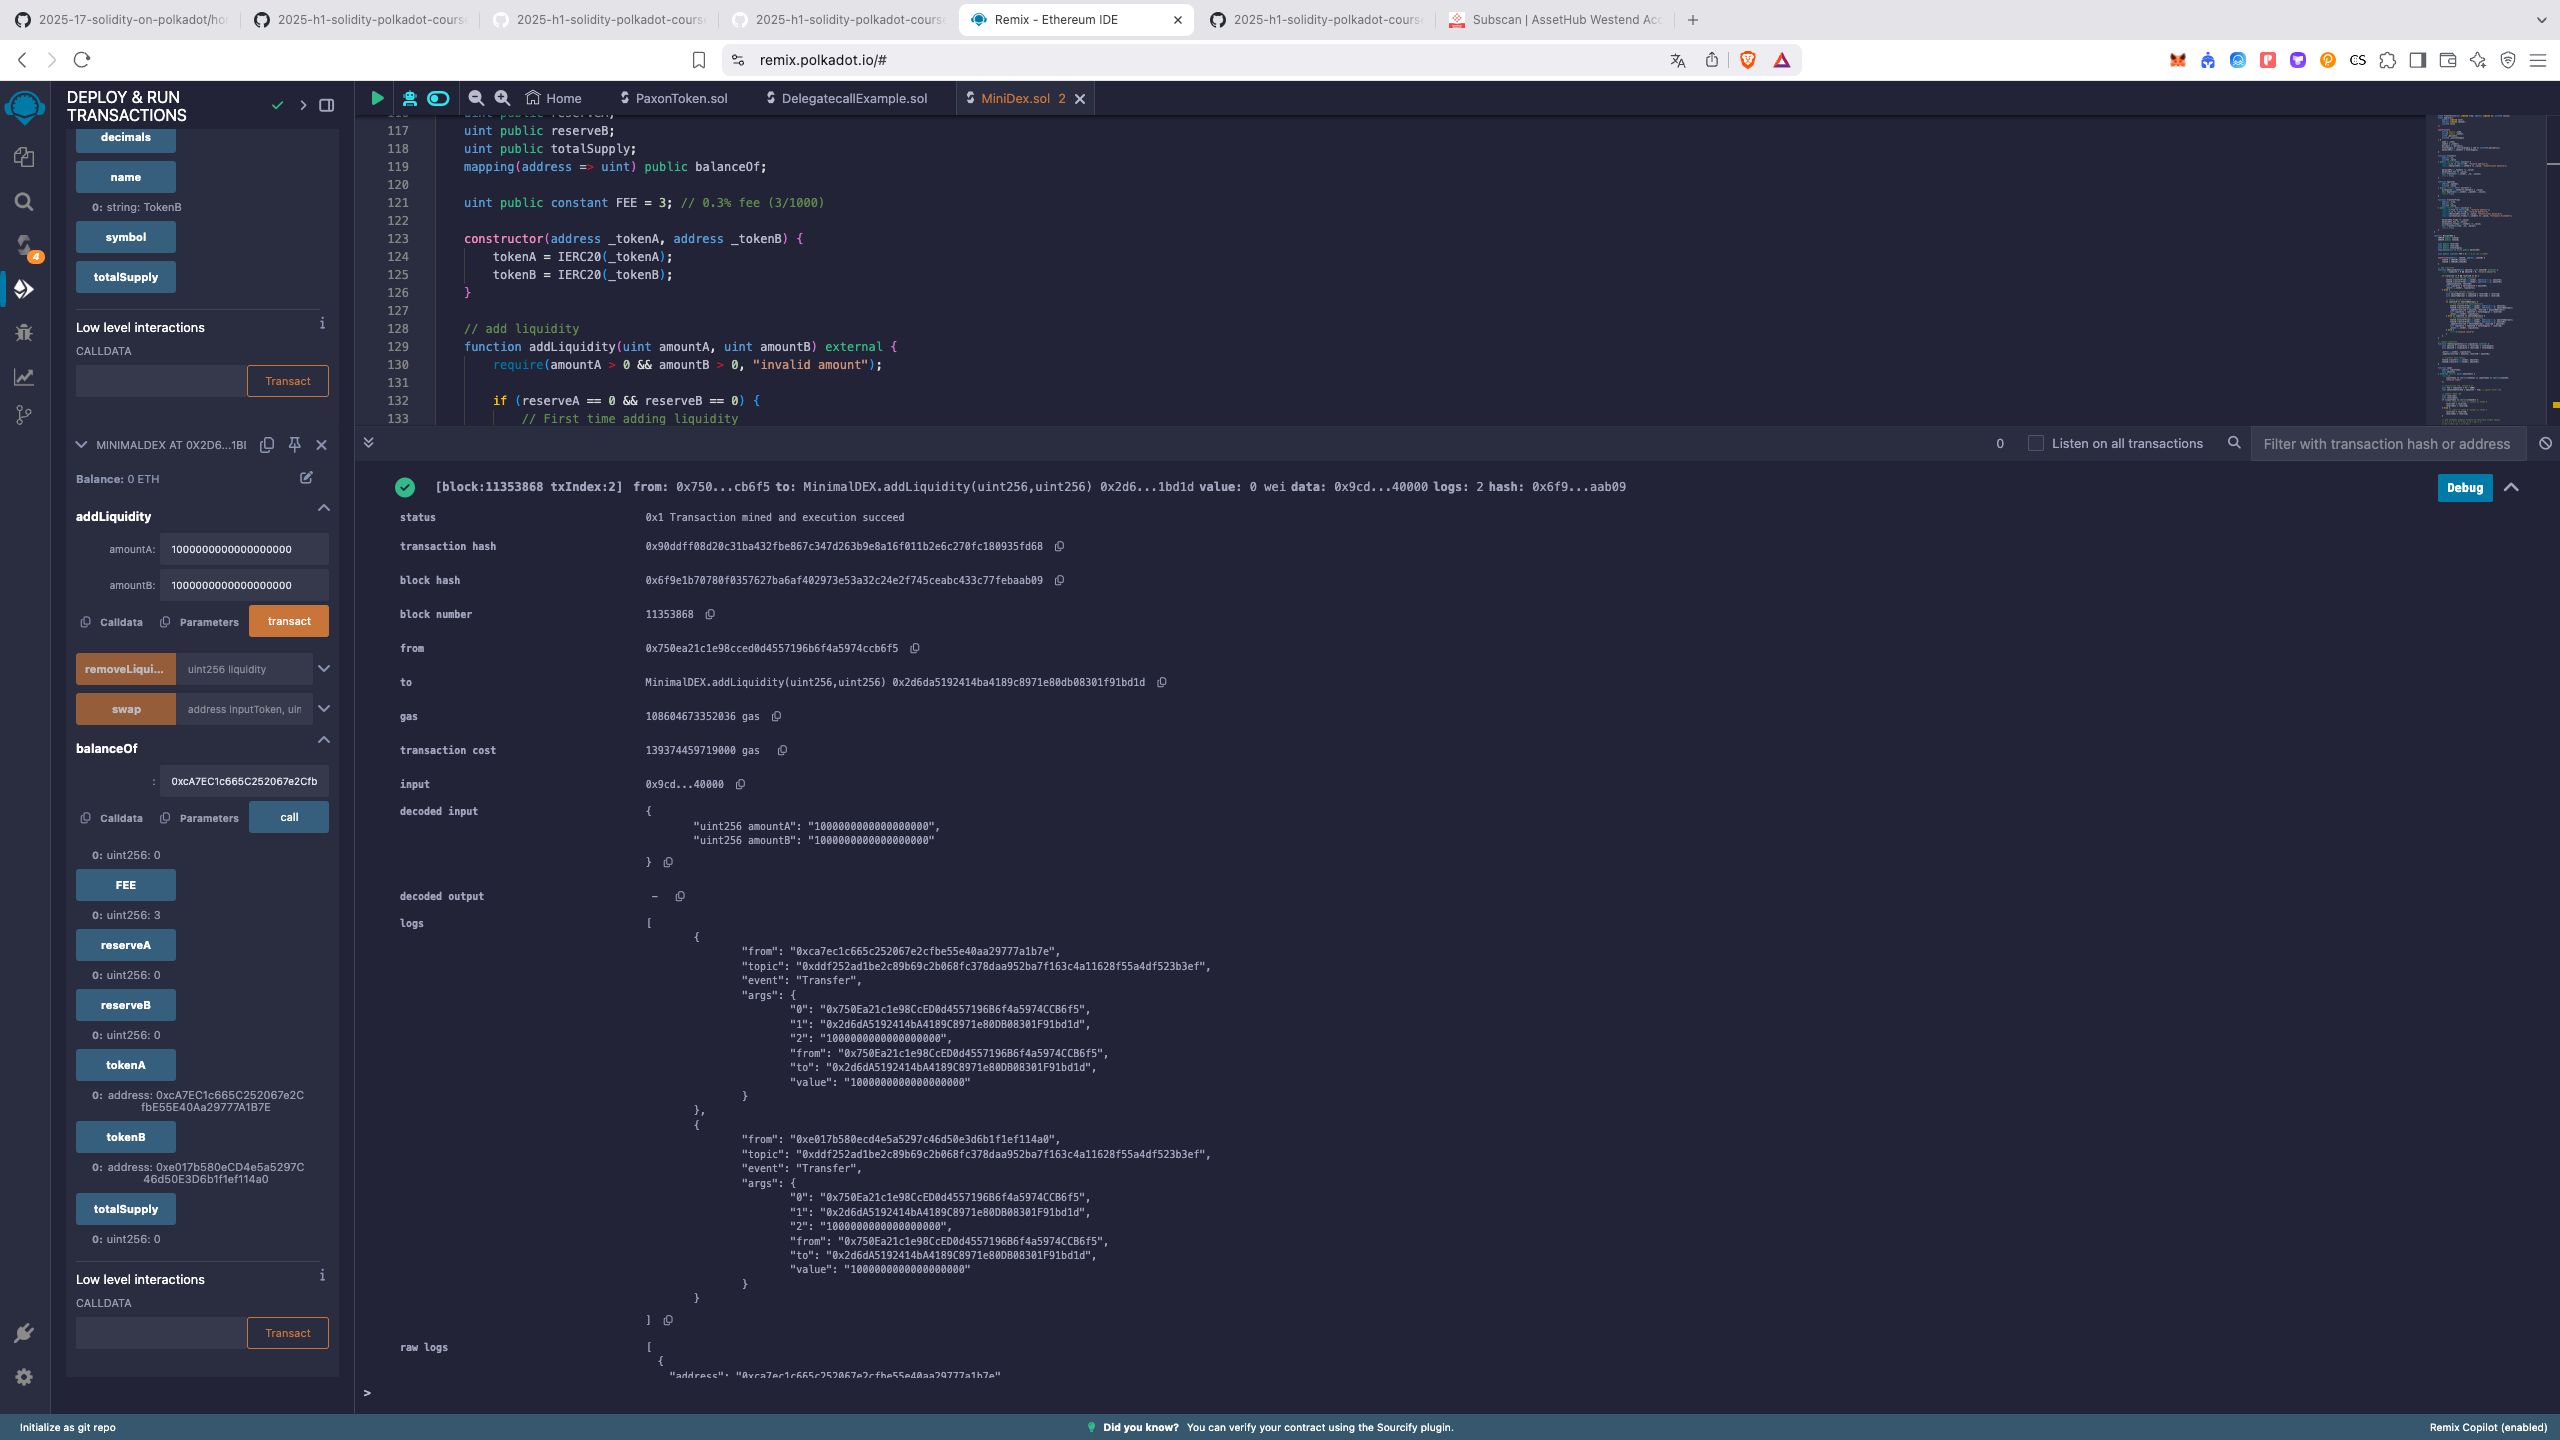 2025-17-solidity-on-polkadot/ho
2025-h1-solidity-polkadot-course
2025-h1-solidity-polkadot-course
2025-h1-solidity-polkadot-course
Remix - Ethereum IDE
2025-h1-solidity-polkadot-course
Subscan | AssetHub Westend Acc
remix.polkadot.io/#
DEPLOY & RUN
TRANSACTIONS
Home
PaxonToken.sol
DelegatecallExample.sol
MiniDex.sol 2
decimals
name
0: string: TokenB
symbol
4
totalSupply
Low level interactions
CALLDATA
Transact
MINIMALDEX AT 0X2D6...1BI
Balance: 0 ETH
addLiquidity
amountA: 1000000000000000000
amountB: 1000000000000000000
Calldata Parameters transact
removeLiqui... uint256 liquidity
swap address inputToken, uin
balanceOf
: 0xcA7EC1c665C252067e2Cfb
Calldata Parameters call
0: uint256: 0
FEE
0: uint256: 3
reserveA
0: uint256: 0
reserveB
0: uint256: 0
tokenA
0: address: 0xcA7EC1c665C252067e2C
fbE55E40Aa29777A1B7E
tokenB
0: address: 0xe017b580eCD4e5a5297C
46d50E3D6b1f1ef114a0
totalSupply
0: uint256: 0
Low level interactions
CALLDATA
Transact
116 uint public reserveA;
117 uint public reserveB;
118 uint public totalSupply;
119 mapping(address => uint) public balanceOf;
120
121 uint public constant FEE = 3; // 0.3% fee (3/1000)
122
123 constructor(address _tokenA, address _tokenB) {
124 tokenA = IERC20(_tokenA);
125 tokenB = IERC20(_tokenB);
126 }
127
128 // add liquidity
129 function addLiquidity(uint amountA, uint amountB) external {
130 require(amountA > 0 && amountB > 0, "invalid amount");
131
132 if (reserveA == 0 && reserveB == 0) {
133 // First time adding liquidity
0 Listen on all transactions Filter with transaction hash or address
[block:11353868 txIndex:2] from: 0x750...cb6f5 to: MinimalDEX.addLiquidity(uint256,uint256) 0x2d6...1bd1d value: 0 wei data: 0x9cd...40000 logs: 2 hash: 0x6f9...aab09 Debug
status 0x1 Transaction mined and execution succeed
transaction hash 0x90ddff08d20c31ba432fbe867c347d263b9e8a16f011b2e6c270fc180935fd68
block hash 0x6f9e1b70780f0357627ba6af402973e53a32c24e2f745ceabc433c77febaab09
block number 11353868
from 0x750ea21c1e98cced0d4557196b6f4a5974ccb6f5
to MinimalDEX.addLiquidity(uint256,uint256) 0x2d6da5192414ba4189c8971e80db08301f91bd1d
gas 108604673352036 gas
transaction cost 139374459719000 gas
input 0x9cd...40000
decoded input {
"uint256 amountA": "1000000000000000000",
"uint256 amountB": "1000000000000000000"
}
decoded output -
logs [
{
"from": "0xca7ec1c665c252067e2cfbe55e40aa29777a1b7e",
"topic": "0xddf252ad1be2c89b69c2b068fc378daa952ba7f163c4a11628f55a4df523b3ef",
"event": "Transfer",
"args": {
"0": "0x750Ea21c1e98CcED0d4557196B6f4a5974CCB6f5",
"1": "0x2d6dA5192414bA4189C8971e80DB08301F91bd1d",
"2": "1000000000000000000",
"from": "0x750Ea21c1e98CcED0d4557196B6f4a5974CCB6f5",
"to": "0x2d6dA5192414bA4189C8971e80DB08301F91bd1d",
"value": "1000000000000000000"
}
},
{
"from": "0xe017b580ecd4e5a5297c46d50e3d6b1f1ef114a0",
"topic": "0xddf252ad1be2c89b69c2b068fc378daa952ba7f163c4a11628f55a4df523b3ef",
"event": "Transfer",
"args": {
"0": "0x750Ea21c1e98CcED0d4557196B6f4a5974CCB6f5",
"1": "0x2d6dA5192414bA4189C8971e80DB08301F91bd1d",
"2": "1000000000000000000",
"from": "0x750Ea21c1e98CcED0d4557196B6f4a5974CCB6f5",
"to": "0x2d6dA5192414bA4189C8971e80DB08301F91bd1d",
"value": "1000000000000000000"
}
}
]
raw logs [
{
"address": "0xca7ec1c665c252067e2cfbe55e40aa29777a1b7e"
>
Initialize as git repo
Did you know? You can verify your contract using the Sourcify plugin.
Remix Copilot (enabled)